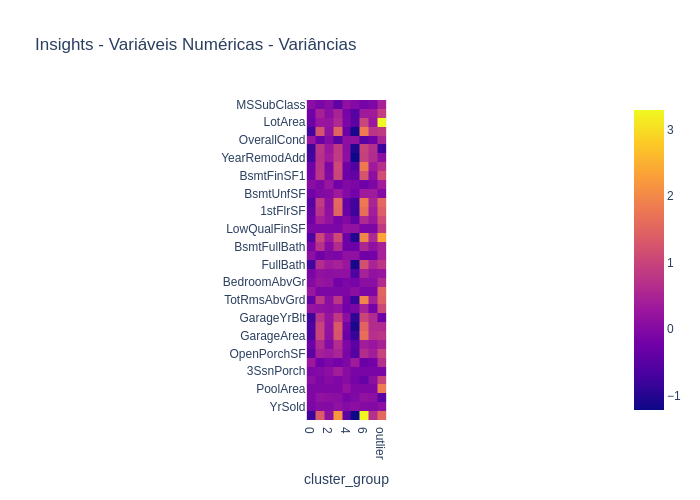 Insights - Variáveis Numéricas - Variâncias
MSSubClass
LotArea
OverallCond
YearRemodAdd
BsmtFinSF1
BsmtUnfSF
1stFlrSF
LowQualFinSF
BsmtFullBath
FullBath
BedroomAbvGr
TotRmsAbvGrd
GarageYrBlt
GarageArea
OpenPorchSF
3SsnPorch
PoolArea
YrSold
0
2
4
6
outlier
cluster_group
3
2
1
0
−1